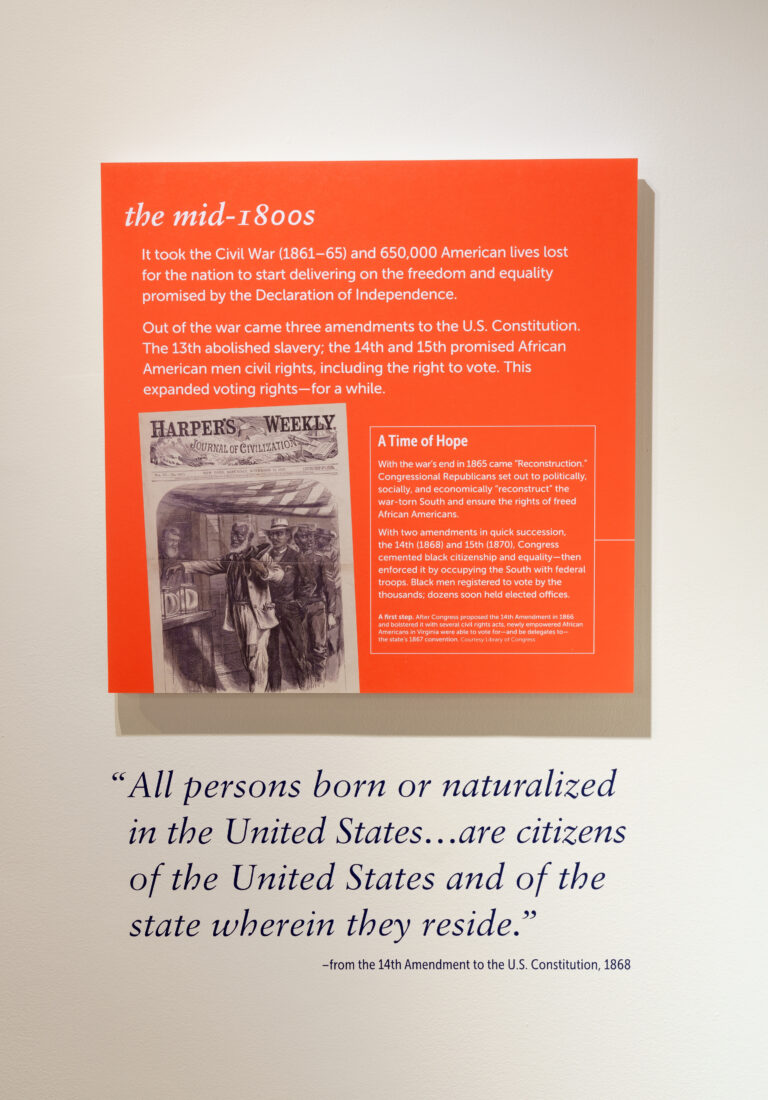 the mid-1800s
It took the Civil War (1861–65) and 650,000 American lives lost
for the nation to start delivering on the freedom and equality
promised by the Declaration of Independence.
Out of the war came three amendments to the U.S. Constitution.
The 13th abolished slavery; the 14th and 15th promised African
American men civil rights, including the right to vote. This
expanded voting rights—for a while.
HARPER'S WEEKLY.
A
JOURNAL OF CIVILIZATION
A Time of Hope
With the war's end in 1865 came "Reconstruction."
Congressional Republicans set out to politically,
socially, and economically "reconstruct" the
war-torn South and ensure the rights of freed
African Americans.
With two amendments in quick succession,
the 14th (1868) and 15th (1870), Congress
cemented black citizenship and equality—then
enforced it by occupying the South with federal
troops. Black men registered to vote by the
thousands; dozens soon held elected offices.
A first step. After Congress proposed the 14th Amendment in 1866
and bolstered it with several civil rights acts, newly empowered African
Americans in Virginia were able to vote for—and be delegates to—
the state's 1867 convention. Courtesy Library of Congress
“All persons born or naturalized
in the United States…are citizens
of the United States and of the
state wherein they reside.”
–from the 14th Amendment to the U.S. Constitution, 1868